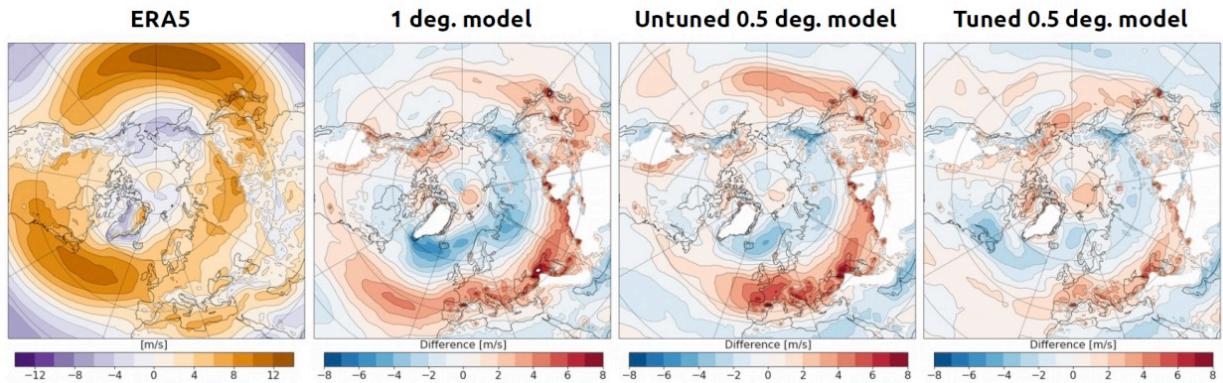 ERA5
1 deg. model
Untuned 0.5 deg. model
Tuned 0.5 deg. model
[m/s]
Difference [m/s]
Difference [m/s]
Difference [m/s]
−12 −8 −4 0 4 8 12
−8 −6 −4 −2 0 2 4 6 8
−8 −6 −4 −2 0 2 4 6 8
−8 −6 −4 −2 0 2 4 6 8